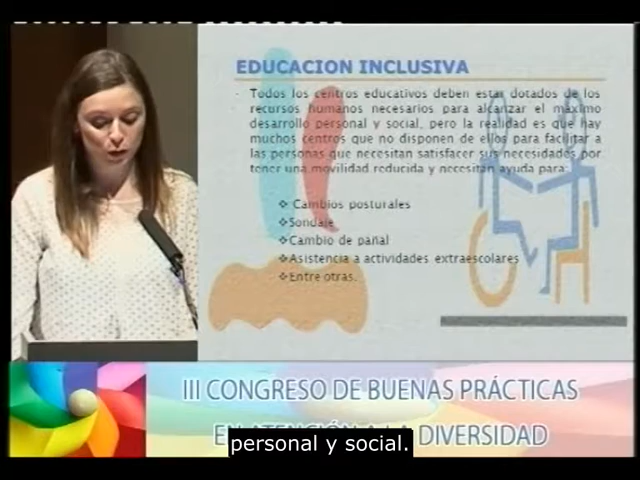 EDUCACION INCLUSIVA
Todos los centros educativos deben estar dotados de los
recursos humanos necesarios para alcanzar el máximo
desarrollo personal y social, pero la realidad es que hay
muchos centros que no disponen de ellos para facilitar a
las personas que necesitan satisfacer sus necesidades por
tener una movilidad reducida y necesitan ayuda para:
Cambios posturales
Sondaje
Cambio de pañal
Asistencia a actividades extraescolares
Entre otras.
III CONGRESO DE BUENAS PRÁCTICAS
EN ATENCIÓN A LA DIVERSIDAD
personal y social.